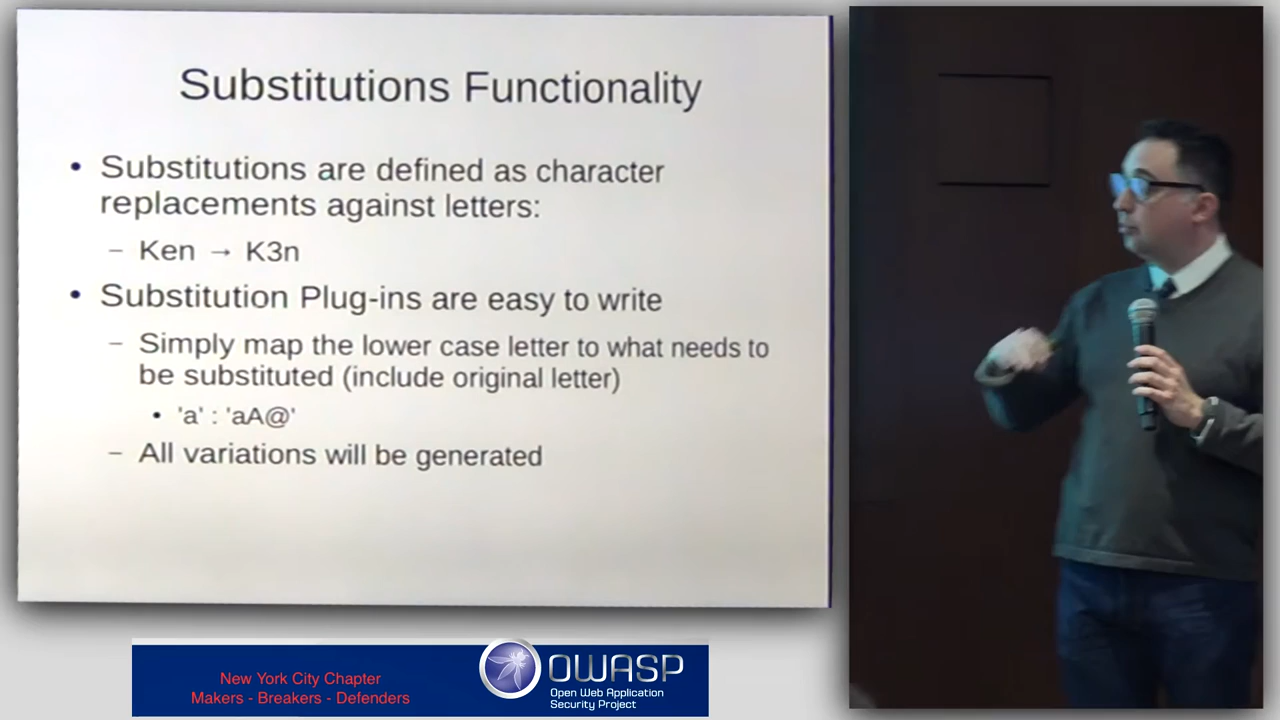 Substitutions Functionality
• Substitutions are defined as character
replacements against letters:
– Ken → K3n
• Substitution Plug-ins are easy to write
– Simply map the lower case letter to what needs to
be substituted (include original letter)
• 'a' : 'aA@'
– All variations will be generated
New York City Chapter
Makers - Breakers - Defenders
OWASP
Open Web Application
Security Project